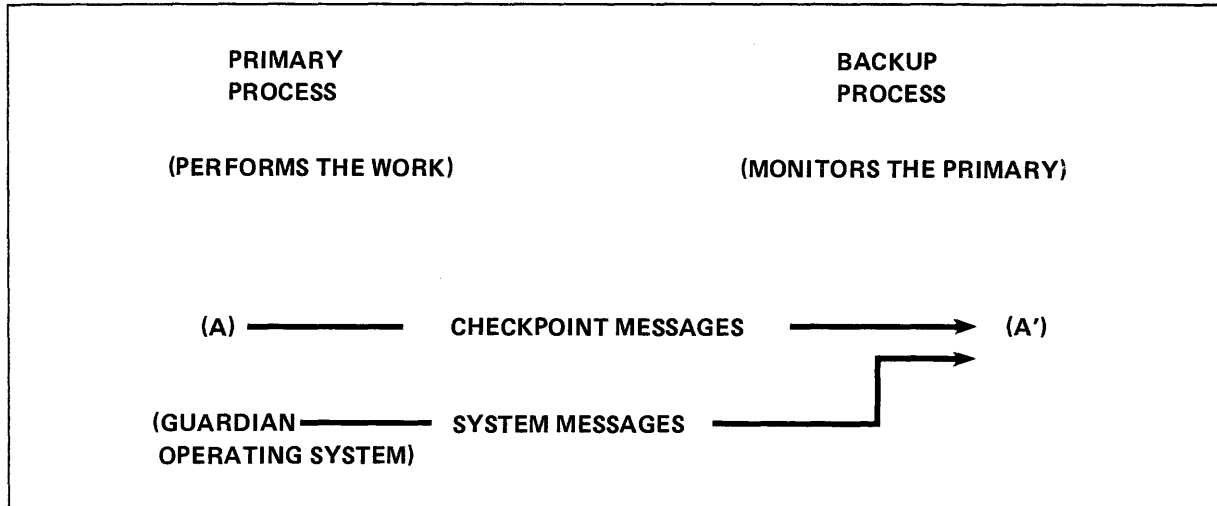 PRIMARY
PROCESS
BACKUP
PROCESS
(PERFORMS THE WORK)
(MONITORS THE PRIMARY)
(A) CHECKPOINT MESSAGES (A')
(GUARDIAN SYSTEM MESSAGES
OPERATING SYSTEM)